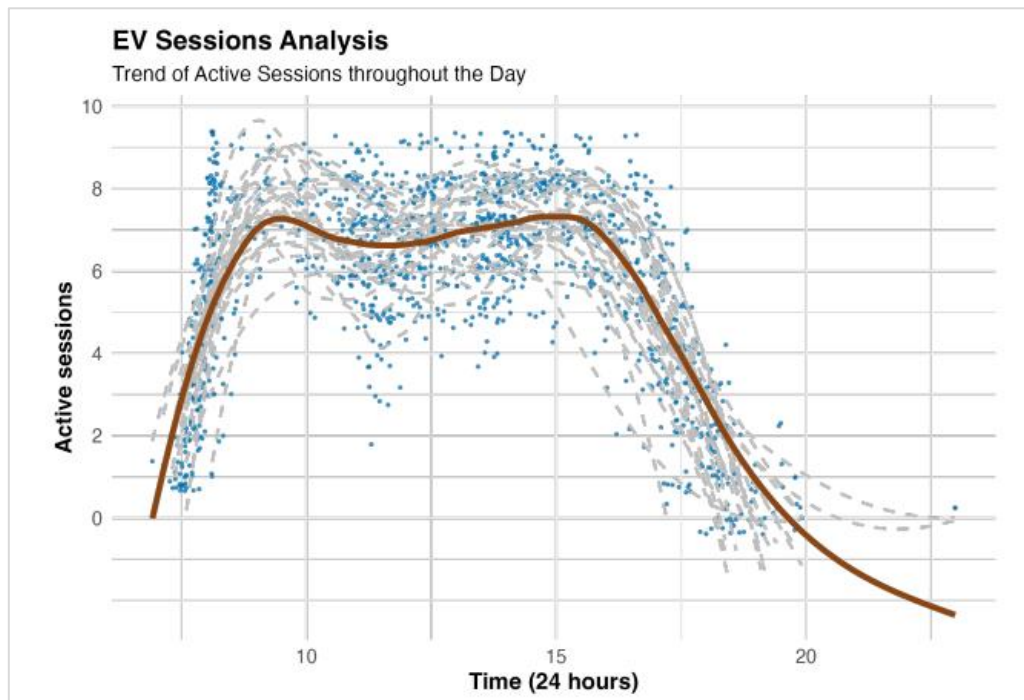 EV Sessions Analysis
Trend of Active Sessions throughout the Day
10
8
6
4
2
0
Active sessions
10 15 20
Time (24 hours)